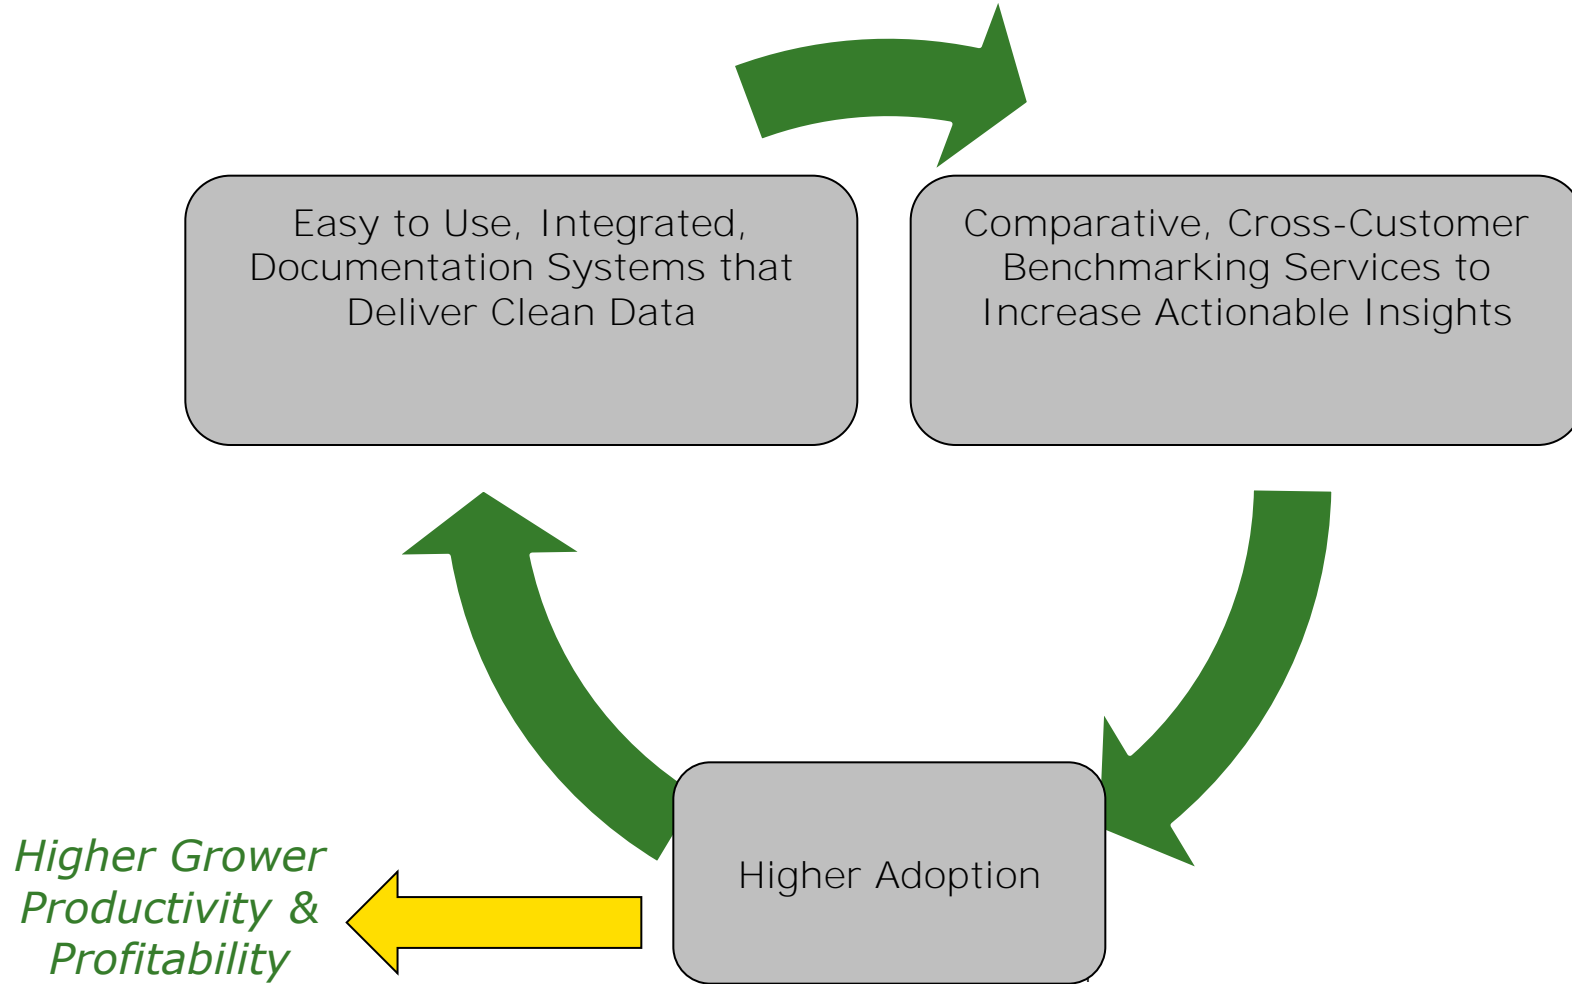 Easy to Use, Integrated,
Documentation Systems that
Deliver Clean Data
Comparative, Cross-Customer
Benchmarking Services to
Increase Actionable Insights
Higher Adoption
Higher Grower
Productivity &
Profitability